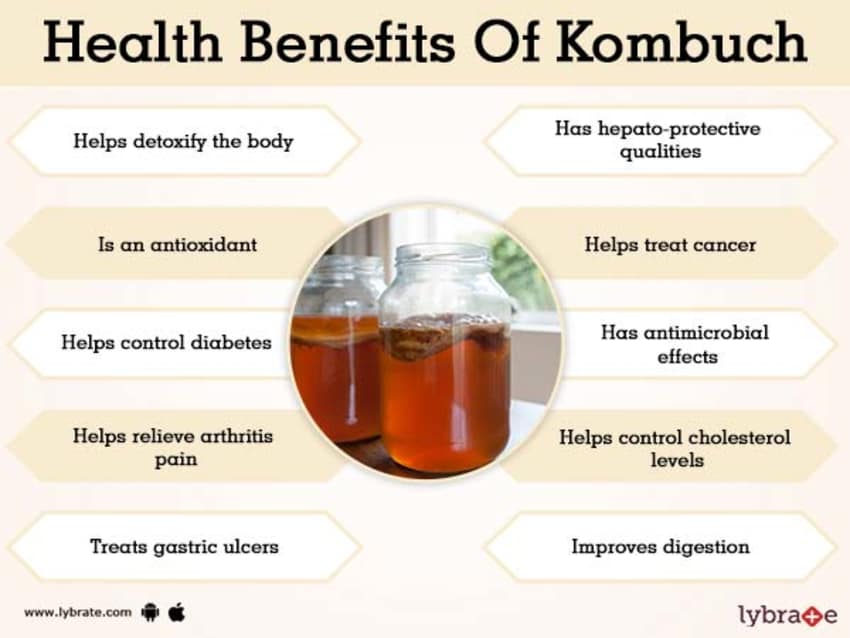 Health Benefits Of Kombuch
Helps detoxify the body
Has hepato-protective
qualities
Is an antioxidant
Helps treat cancer
Helps control diabetes
Has antimicrobial
effects
Helps relieve arthritis
pain
Helps control cholesterol
levels
Treats gastric ulcers
Improves digestion
www.lybrate.com
lybrate